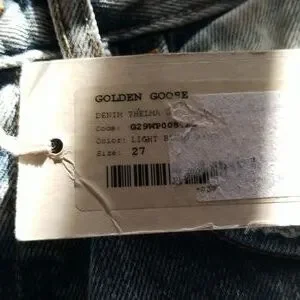 GOLDEN GOOSE
DENIM THELMA
Code: G29WP008
Color: LIGHT
Size: 27